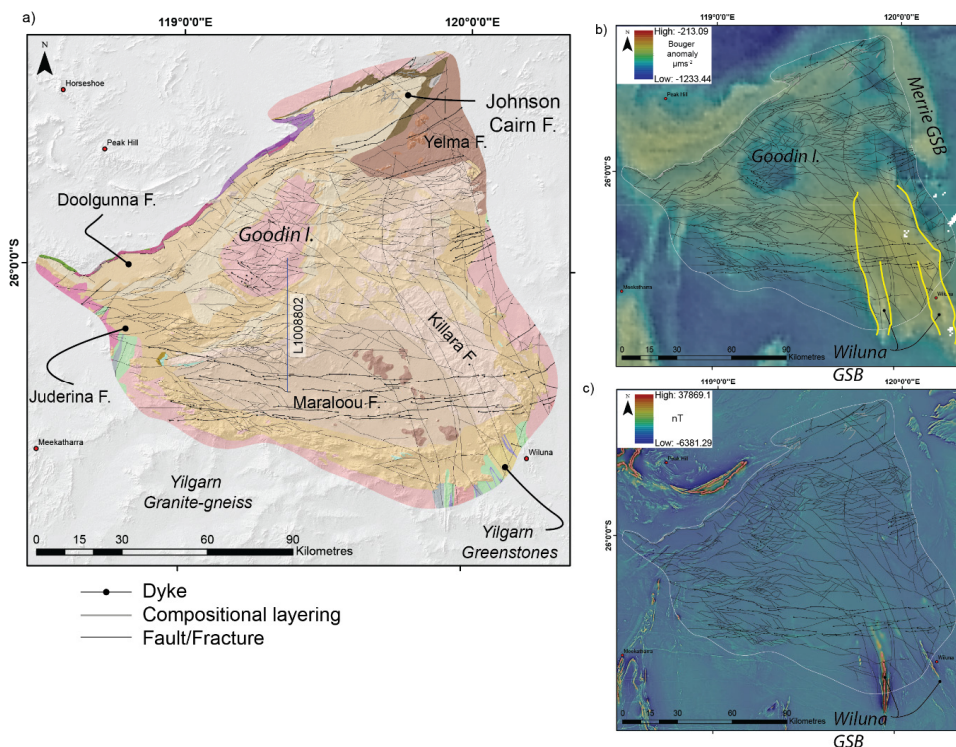 a)
119°0'0"E
120°0'0"E
N
Horseshoe
Johnson
Cairn F.
Yelma F.
Peak Hill
Doolgunna F.
Goodin I.
26°0'0"S
L1008802
Killara F.
Juderina F.
Maraloou F.
Meekatharra
Wiluna
Yilgarn
Granite-gneiss
Yilgarn
Greenstones
0 15 30 60 90
Kilometres
Dyke
Compositional layering
Fault/Fracture
b)
119°0'0"E
120°0'0"E
N
High: -213.09
Bouger
anomaly
µms⁻²
Low: -1233.44
Peak Hill
Merrie GSB
Goodin I.
26°0'0"S
Meekatharra
Wiluna
0 15 30 60 90
Kilometres
Wiluna
GSB
c)
119°0'0"E
120°0'0"E
N
High: 37869.1
nT
Low: -6381.29
Peak Hill
26°0'0"S
Meekatharra
Wiluna
0 15 30 60 90
Kilometres
Wiluna
GSB